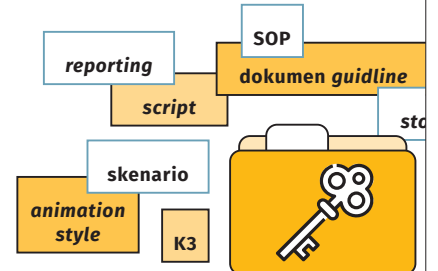 SOP
reporting
dokumen guidline
script
skenario
animation
style
K3